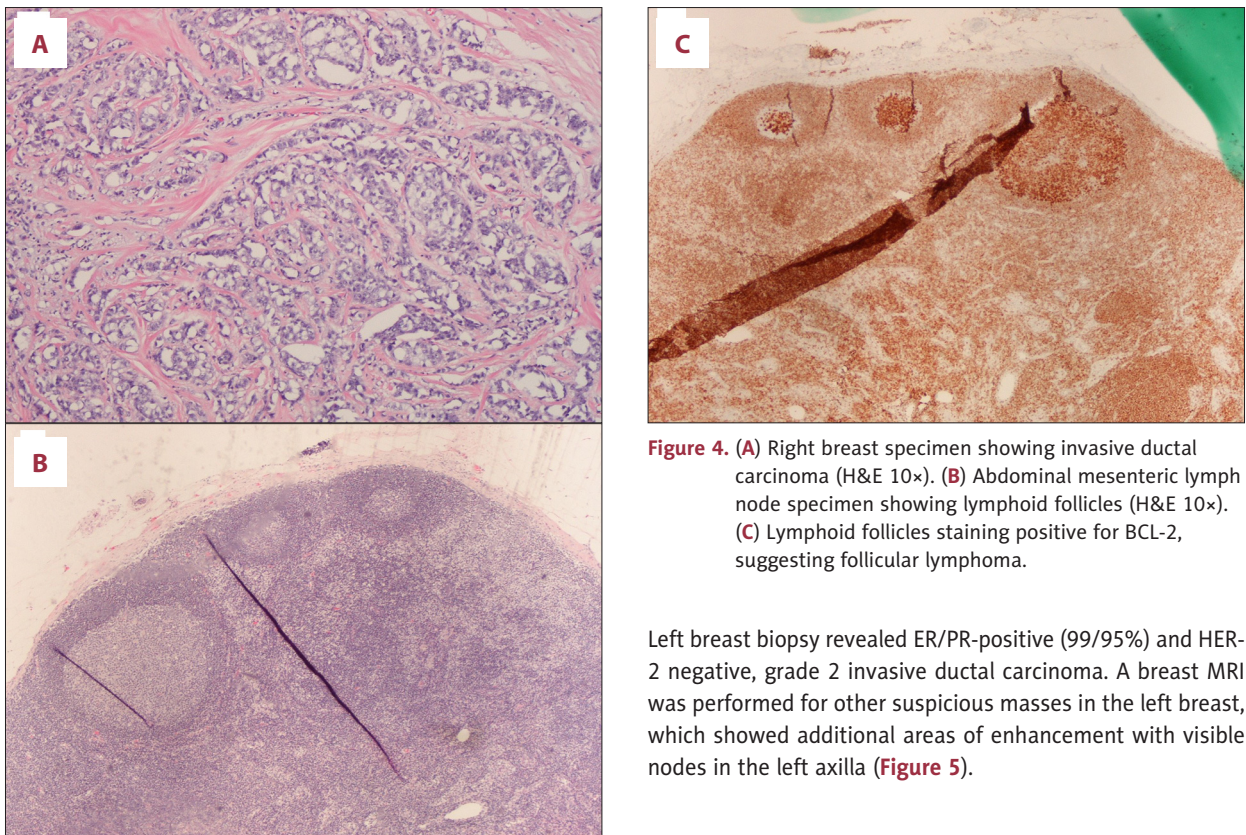 A
B
C
Figure 4. (A) Right breast specimen showing invasive ductal
carcinoma (H&E 10×). (B) Abdominal mesenteric lymph
node specimen showing lymphoid follicles (H&E 10×).
(C) Lymphoid follicles staining positive for BCL-2,
suggesting follicular lymphoma.
Left breast biopsy revealed ER/PR-positive (99/95%) and HER-
2 negative, grade 2 invasive ductal carcinoma. A breast MRI
was performed for other suspicious masses in the left breast,
which showed additional areas of enhancement with visible
nodes in the left axilla (Figure 5).